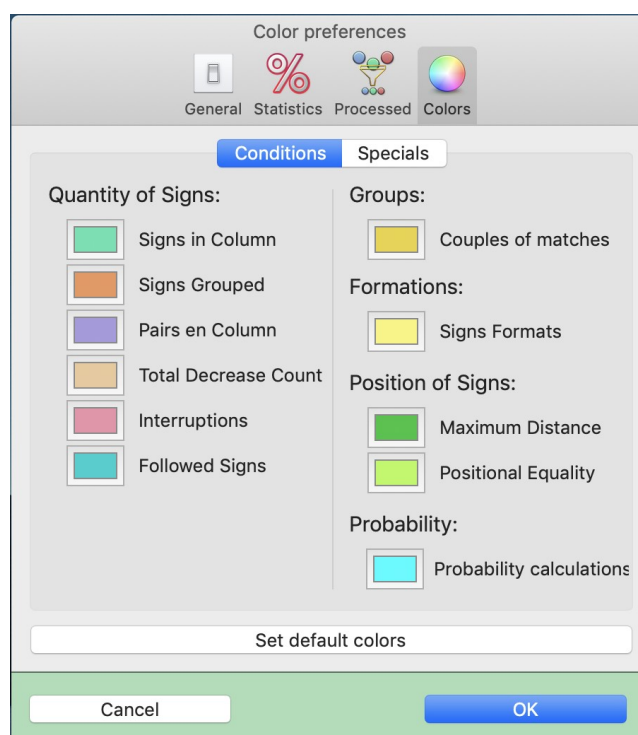 Color preferences
General Statistics Processed Colors
Conditions Specials
Quantity of Signs:
Signs in Column
Signs Grouped
Pairs en Column
Total Decrease Count
Interruptions
Followed Signs
Groups:
Couples of matches
Formations:
Signs Formats
Position of Signs:
Maximum Distance
Positional Equality
Probability:
Probability calculations
Set default colors
Cancel OK